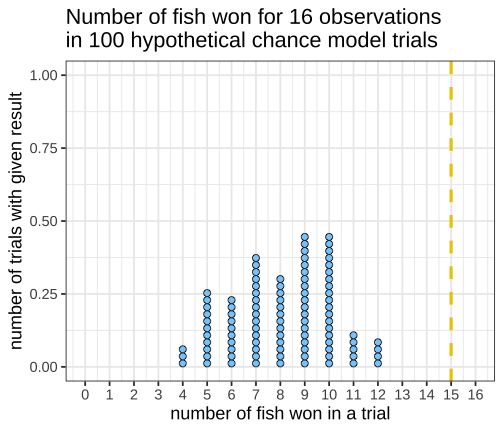 Number of fish won for 16 observations
in 100 hypothetical chance model trials
number of trials with given result
1.00
0.75
0.50
0.25
0.00
0 1 2 3 4 5 6 7 8 9 10 11 12 13 14 15 16
number of fish won in a trial